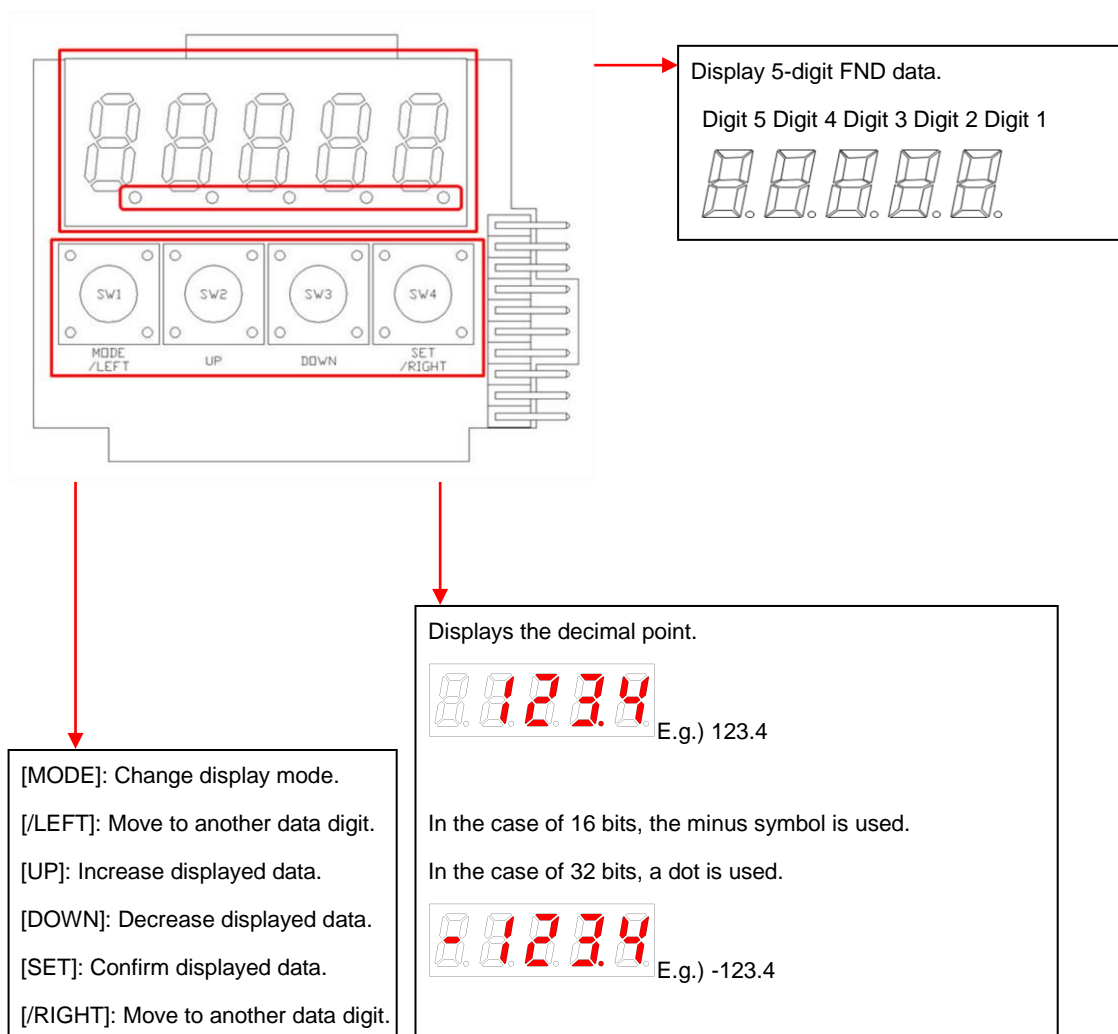 Display 5-digit FND data.
Digit 5 Digit 4 Digit 3 Digit 2 Digit 1
SW1 SW2 SW3 SW4
MODE
/LEFT
UP
DOWN
SET
/RIGHT
Displays the decimal point.
123.4
E.g.) 123.4
In the case of 16 bits, the minus symbol is used.
In the case of 32 bits, a dot is used.
-123.4
E.g.) -123.4
[MODE]: Change display mode.
[/LEFT]: Move to another data digit.
[UP]: Increase displayed data.
[DOWN]: Decrease displayed data.
[SET]: Confirm displayed data.
[/RIGHT]: Move to another data digit.